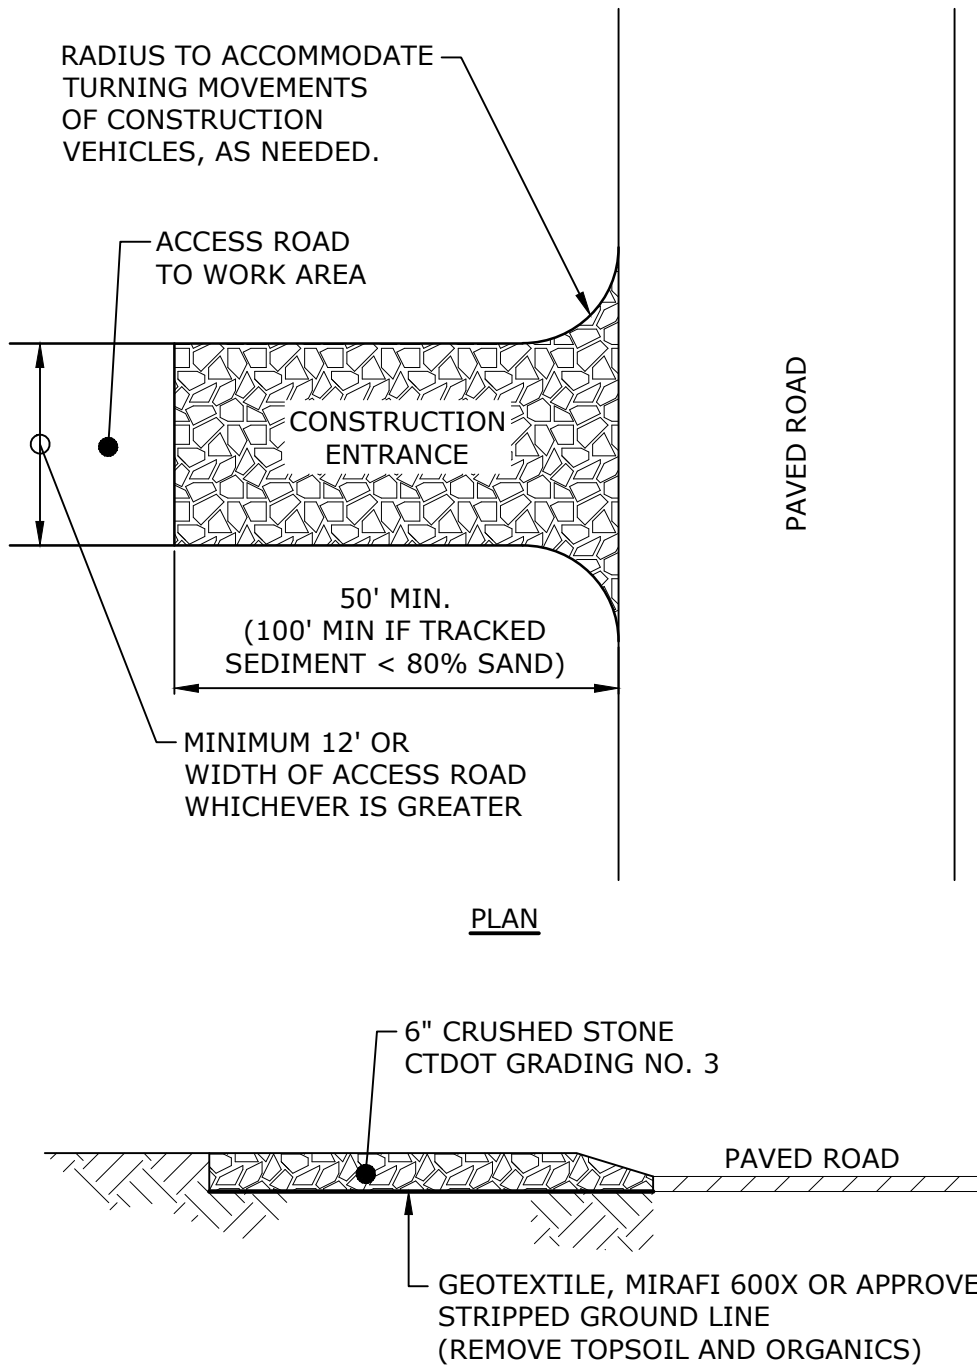 RADIUS TO ACCOMMODATE
TURNING MOVEMENTS
OF CONSTRUCTION
VEHICLES, AS NEEDED.
ACCESS ROAD
TO WORK AREA
CONSTRUCTION
ENTRANCE
PAVED ROAD
50' MIN.
(100' MIN IF TRACKED
SEDIMENT < 80% SAND)
MINIMUM 12' OR
WIDTH OF ACCESS ROAD
WHICHEVER IS GREATER
PLAN
6" CRUSHED STONE
CTDOT GRADING NO. 3
PAVED ROAD
GEOTEXTILE, MIRAFI 600X OR APPROVE
STRIPPED GROUND LINE
(REMOVE TOPSOIL AND ORGANICS)